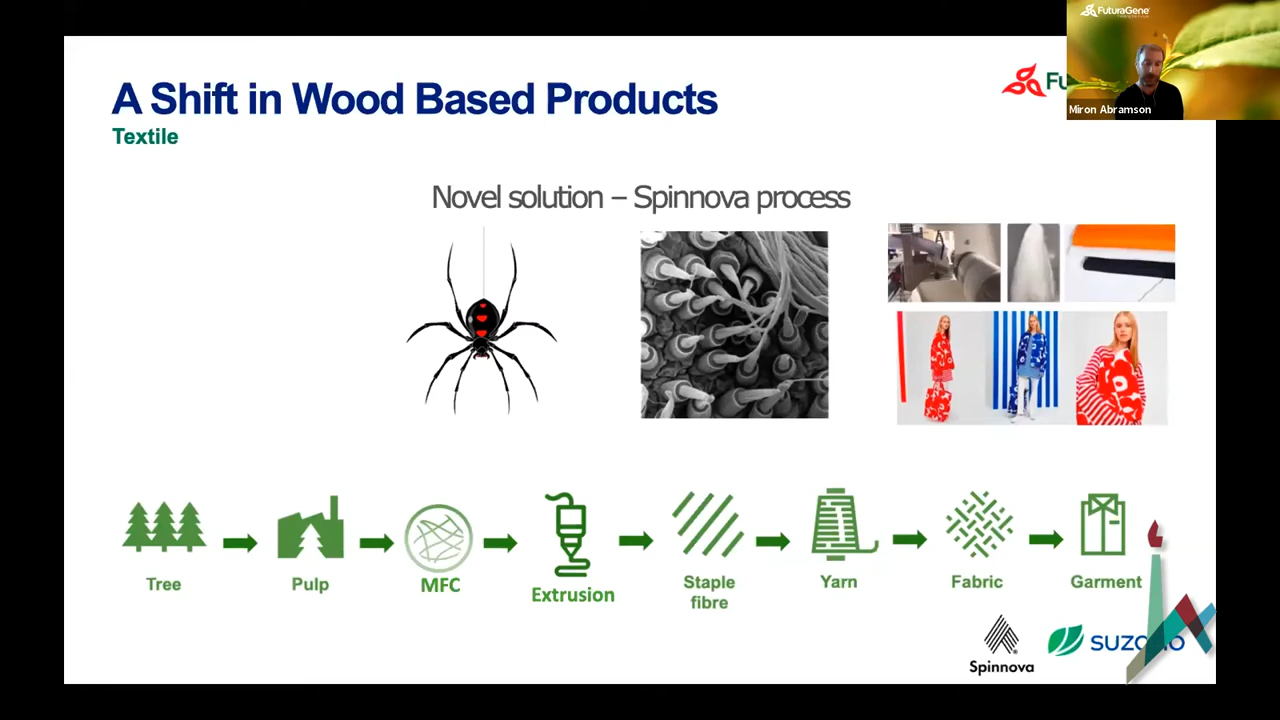 FuturaGene
A Shift in Wood Based Products
Fu
Miron Abramson
Textile
Novel solution – Spinnova process
Tree
Pulp
MFC
Extrusion
Staple
fibre
Yarn
Fabric
Garment
Spinnova